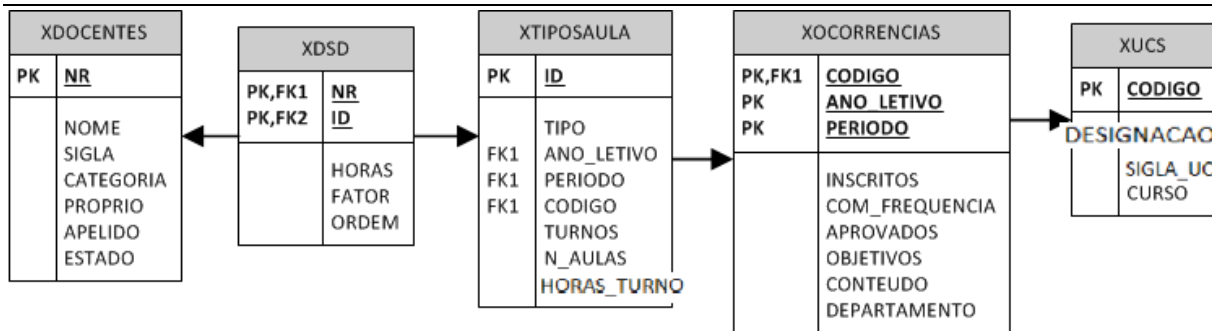 XDOCENTES
PK NR
NOME
SIGLA
CATEGORIA
PROPRIO
APELIDO
ESTADO
XDSD
PK,FK1 NR
PK,FK2 ID
HORAS
FATOR
ORDEM
XTIPOSAULA
PK ID
TIPO
FK1 ANO_LETIVO
FK1 PERIODO
FK1 CODIGO
TURNOS
N_AULAS
HORAS_TURNO
XOCORRENCIAS
PK,FK1 CODIGO
PK ANO_LETIVO
PK PERIODO
INSCRITOS
COM_FREQUENCIA
APROVADOS
OBJETIVOS
CONTEUDO
DEPARTAMENTO
XUCS
PK CODIGO
DESIGNACAO
SIGLA_UC
CURSO